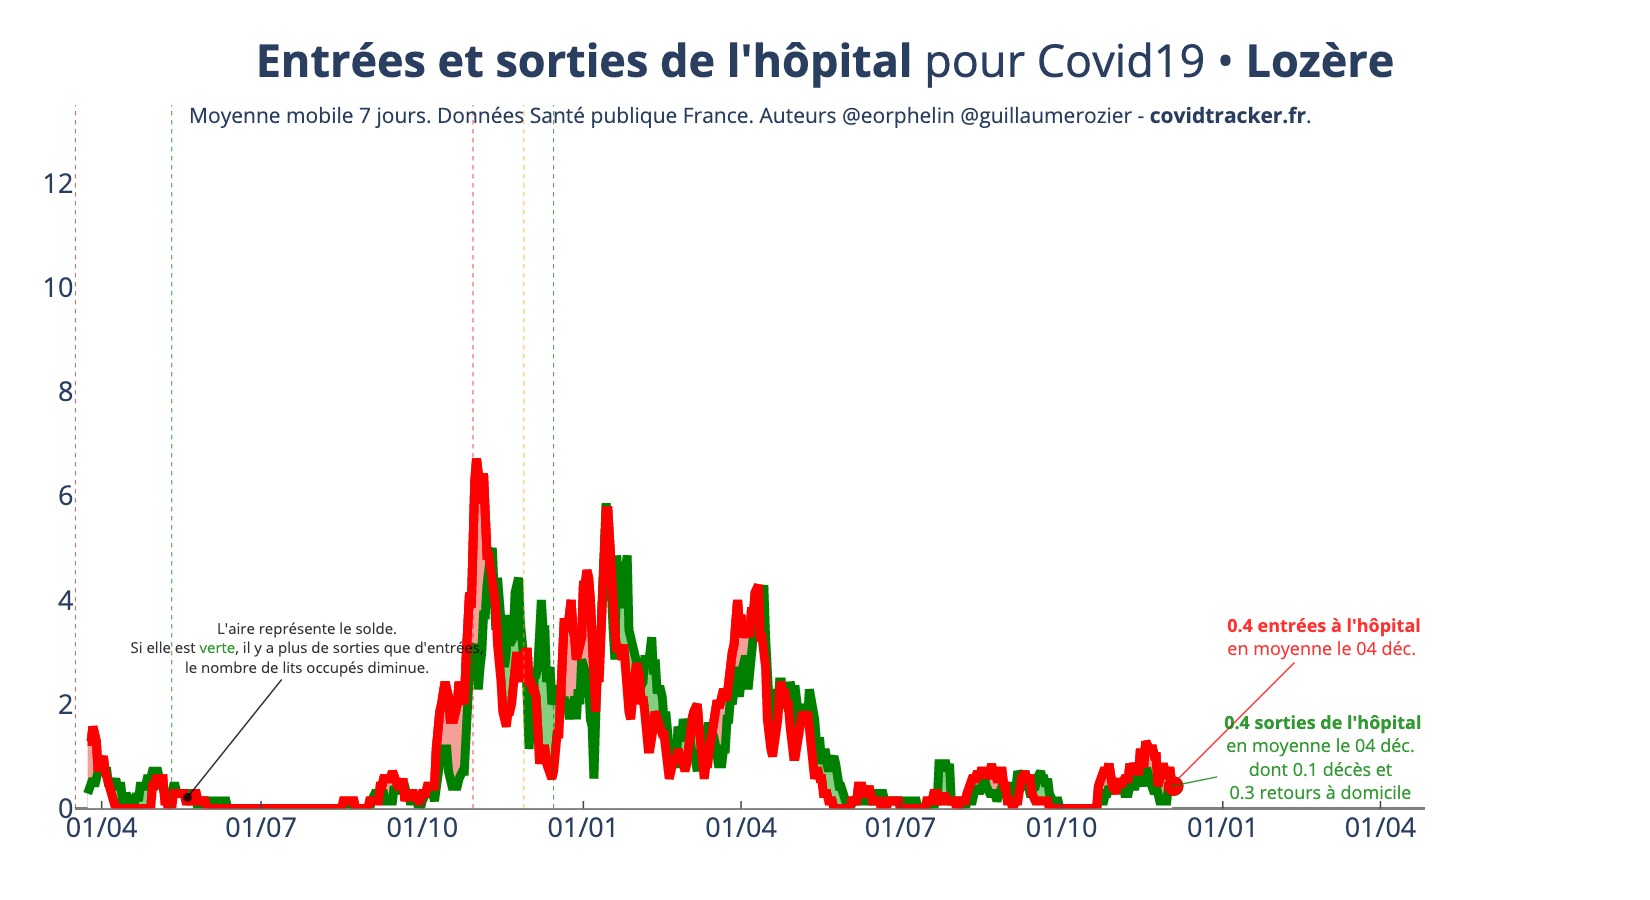 Entrées et sorties de l'hôpital pour Covid19 • Lozère
Moyenne mobile 7 jours. Données Santé publique France. Auteurs @eorphelin @guillaumerozier - covidtracker.fr.
12
10
8
6
4
2
0
L'aire représente le solde.
Si elle est verte, il y a plus de sorties que d'entrées,
le nombre de lits occupés diminue.
0.4 entrées à l'hôpital
en moyenne le 04 déc.
0.4 sorties de l'hôpital
en moyenne le 04 déc.
dont 0.1 décès et
0.3 retours à domicile
01/04 01/07 01/10 01/01 01/04 01/07 01/10 01/01 01/04